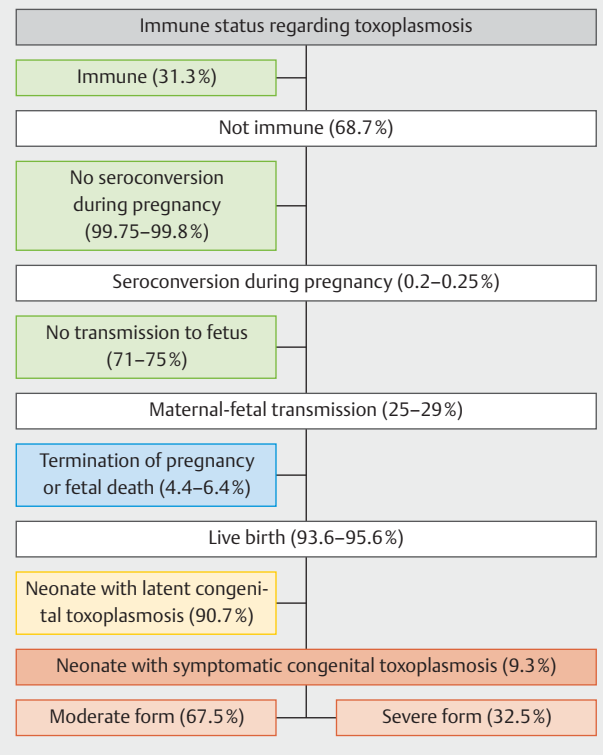 Immune status regarding toxoplasmosis
Immune (31.3%)
Not immune (68.7%)
No seroconversion
during pregnancy
(99.75–99.8%)
Seroconversion during pregnancy (0.2–0.25%)
No transmission to fetus
(71–75%)
Maternal-fetal transmission (25–29%)
Termination of pregnancy
or fetal death (4.4–6.4%)
Live birth (93.6–95.6%)
Neonate with latent congeni-
tal toxoplasmosis (90.7%)
Neonate with symptomatic congenital toxoplasmosis (9.3%)
Moderate form (67.5%)
Severe form (32.5%)